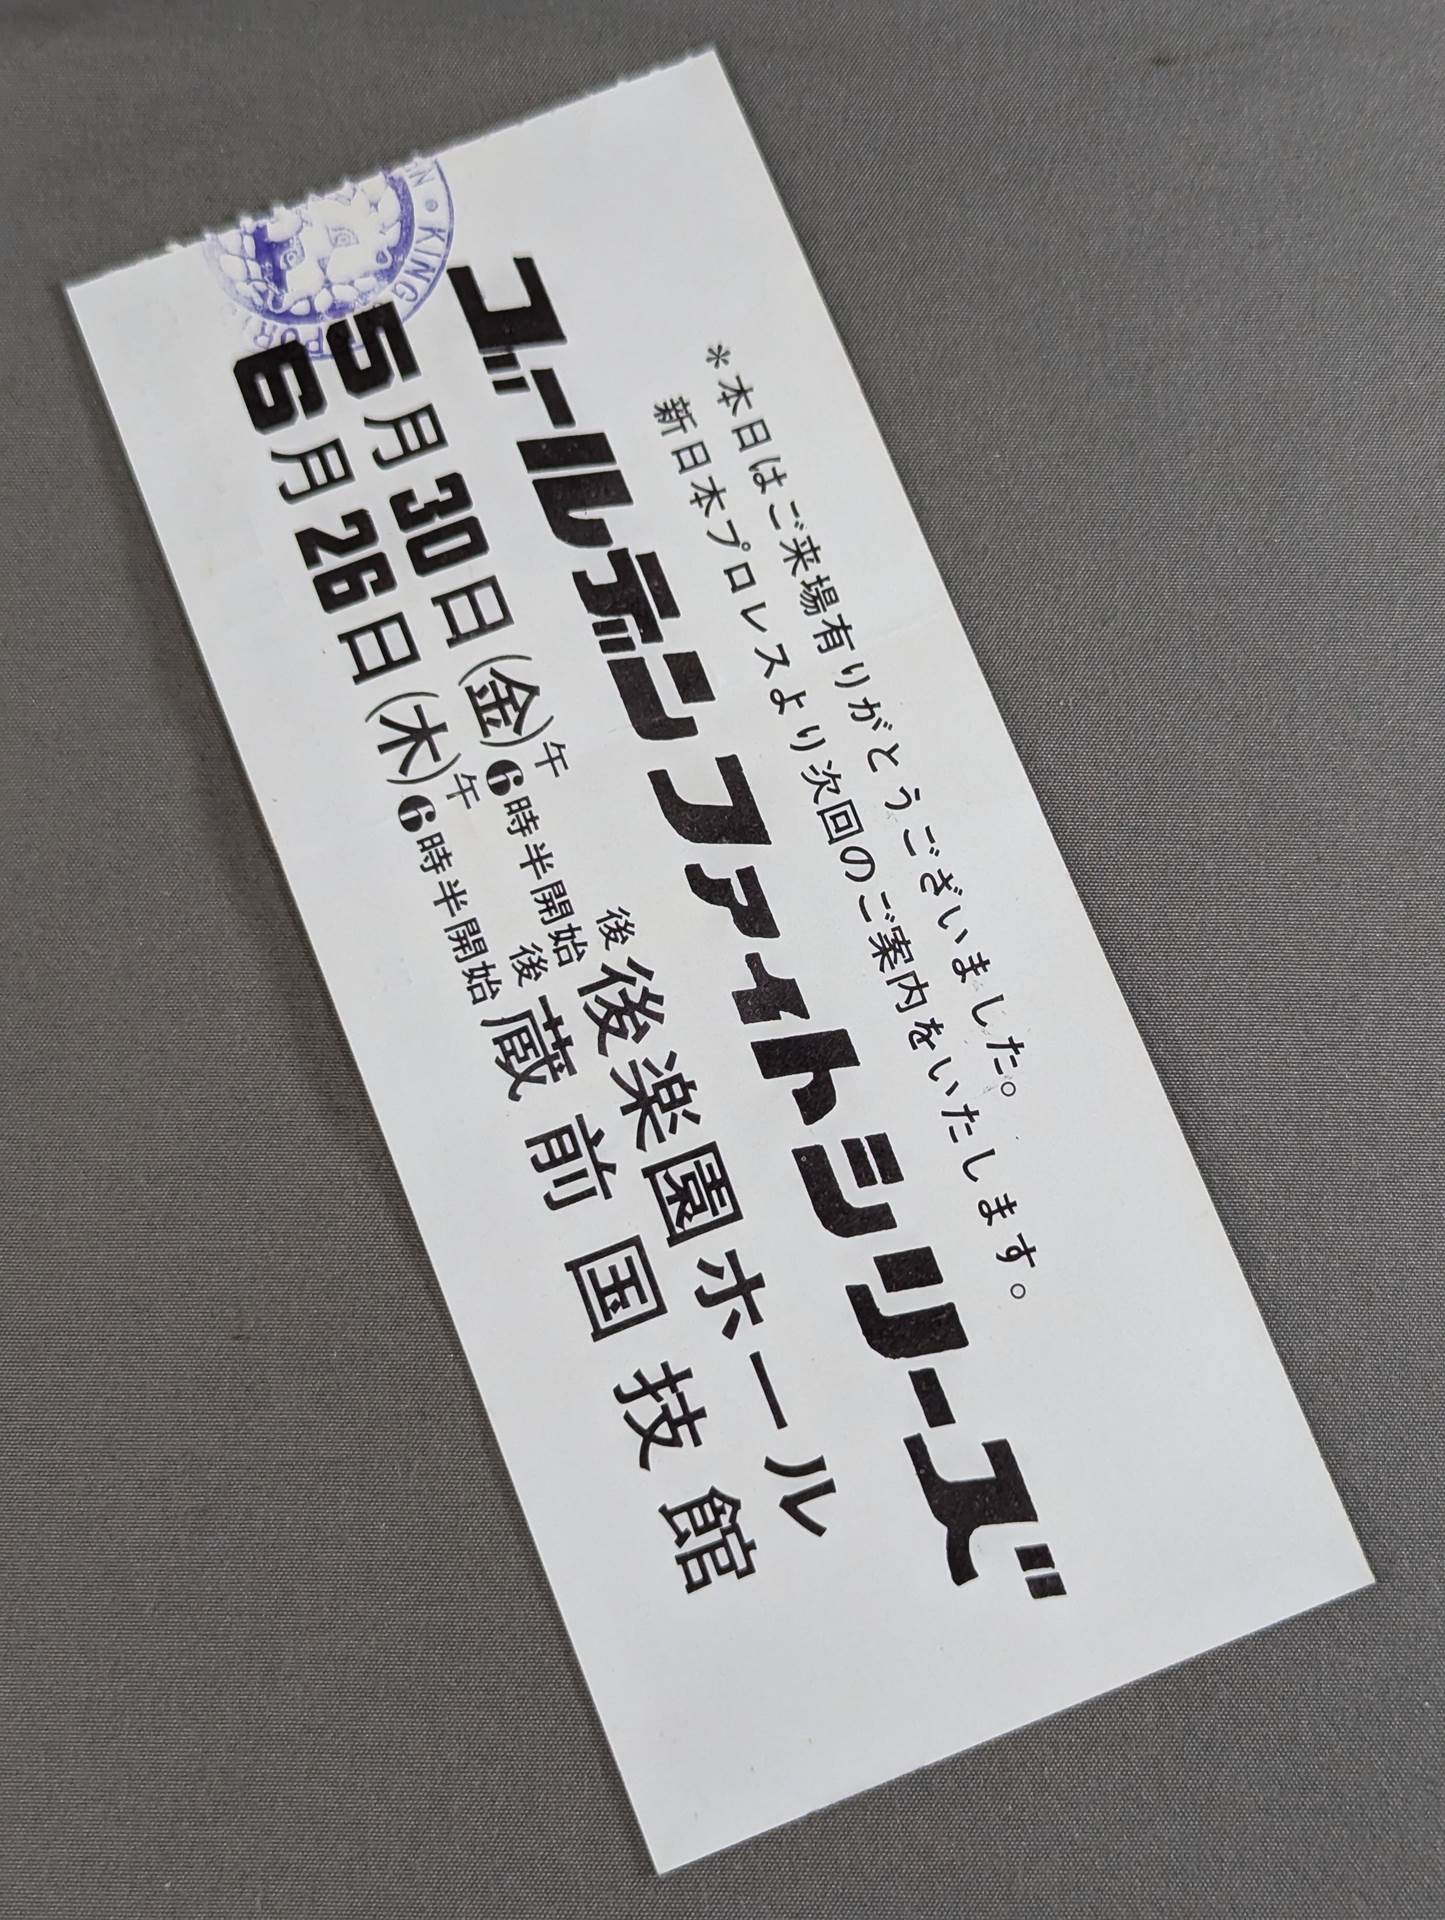 *本日はご来場有りがとうございました。
新日本プロレスより次回のご案内をいたします。
ゴールデンファイトシリーズ
5月30日(金)午後6時半開始 後楽園ホール
6月26日(木)午後6時半開始 蔵前国技館
KING